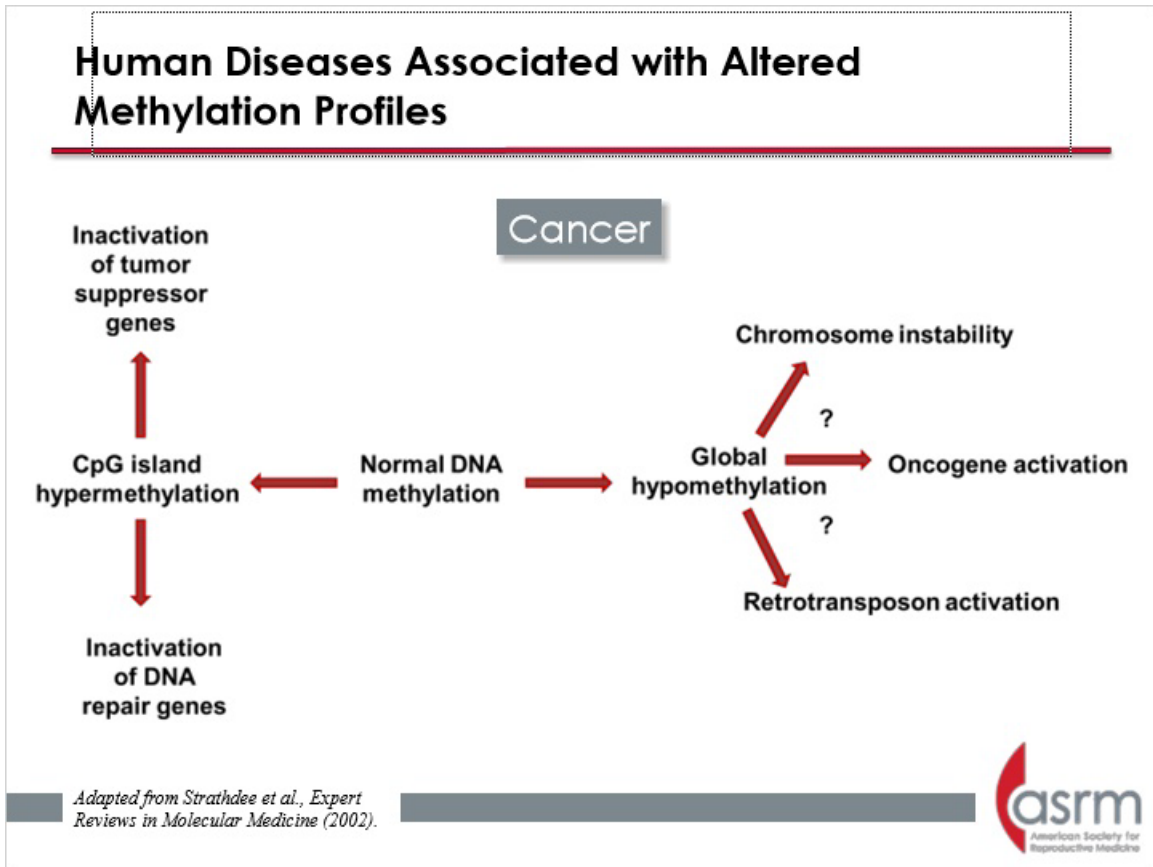 Human Diseases Associated with Altered
Methylation Profiles
Cancer
Inactivation
of tumor
suppressor
genes
CpG island
hypermethylation
Inactivation
of DNA
repair genes
Normal DNA
methylation
Global
hypomethylation
Chromosome instability
?
Oncogene activation
?
Retrotransposon activation
Adapted from Strathdee et al., Expert
Reviews in Molecular Medicine (2002).
asrm
American Society for
Reproductive Medicine